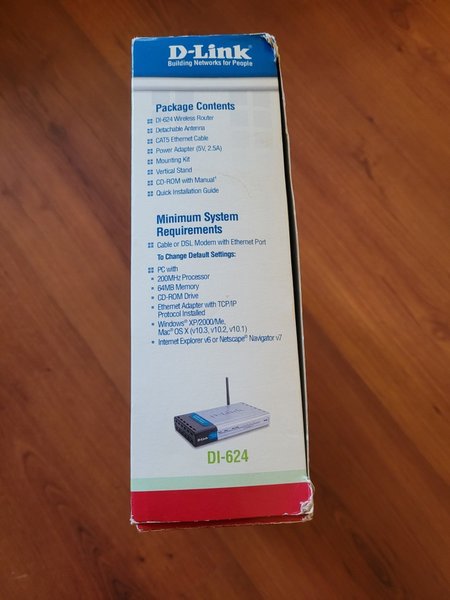 D-Link
Building Networks for People
Package Contents
DI-624 Wireless Router
Detachable Antenna
CAT5 Ethernet Cable
Power Adapter (5V, 2.5A)
Mounting Kit
Vertical Stand
CD-ROM with Manual*
Quick Installation Guide
Minimum System
Requirements
Cable or DSL Modem with Ethernet Port
To Change Default Settings:
PC with
• 200MHz Processor
• 64MB Memory
• CD-ROM Drive
• Ethernet Adapter with TCP/IP
Protocol Installed
• Windows® XP/2000/Me,
Mac® OS X (v10.3, v10.2, v10.1)
• Internet Explorer v6 or Netscape® Navigator v7
D-Link
DI-624